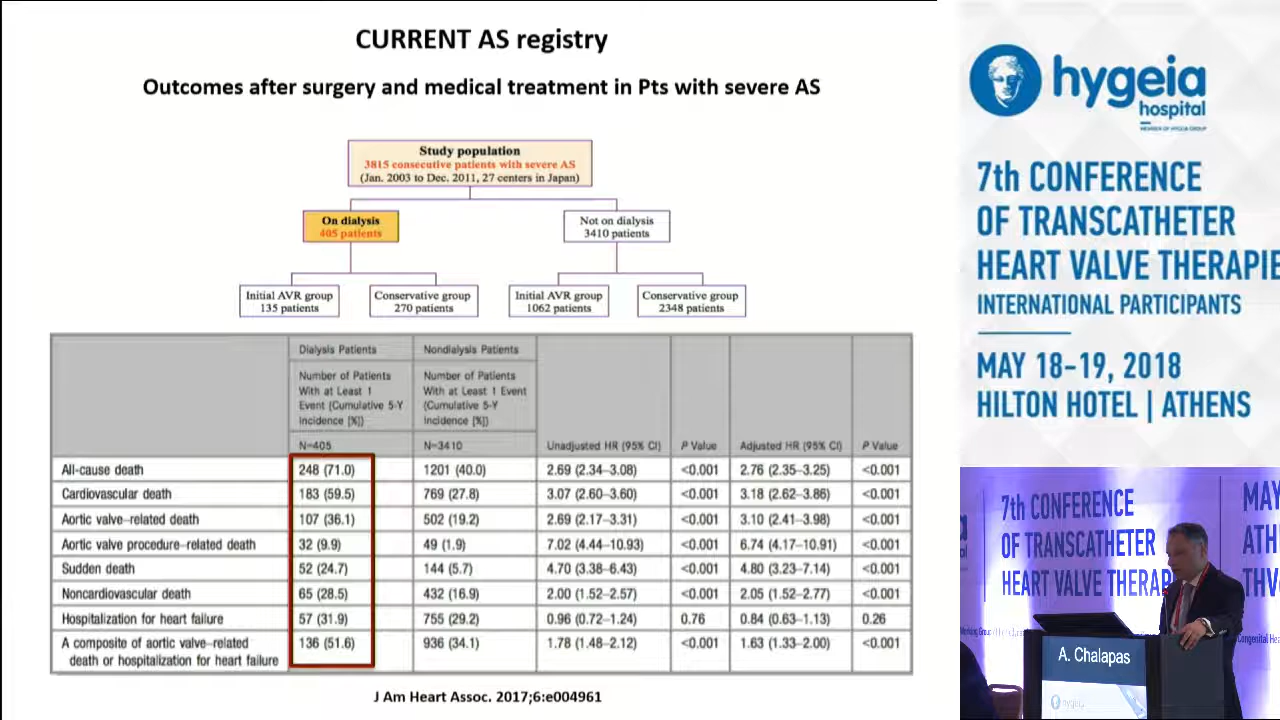 CURRENT AS registry
Outcomes after surgery and medical treatment in Pts with severe AS
Study population
3815 consecutive patients with severe AS
(Jan. 2003 to Dec. 2011, 27 centers in Japan)
On dialysis
405 patients
Not on dialysis
3410 patients
Initial AVR group
135 patients
Conservative group
270 patients
Initial AVR group
1062 patients
Conservative group
2348 patients
Dialysis Patients
Nondialysis Patients
Number of Patients
With at Least 1
Event (Cumulative 5-Y
Incidence [%])
Number of Patients
With at Least 1 Event
(Cumulative 5-Y
Incidence [%])
N=405 N=3410 Unadjusted HR (95% CI) P Value Adjusted HR (95% CI) P Value
All-cause death 248 (71.0) 1201 (40.0) 2.69 (2.34–3.08) <0.001 2.76 (2.35–3.25) <0.001
Cardiovascular death 183 (59.5) 769 (27.8) 3.07 (2.60–3.60) <0.001 3.18 (2.62–3.86) <0.001
Aortic valve–related death 107 (36.1) 502 (19.2) 2.69 (2.17–3.31) <0.001 3.10 (2.41–3.98) <0.001
Aortic valve procedure–related death 32 (9.9) 49 (1.9) 7.02 (4.44–10.93) <0.001 6.74 (4.17–10.91) <0.001
Sudden death 52 (24.7) 144 (5.7) 4.70 (3.38–6.43) <0.001 4.80 (3.23–7.14) <0.001
Noncardiovascular death 65 (28.5) 432 (16.9) 2.00 (1.52–2.57) <0.001 2.05 (1.52–2.77) <0.001
Hospitalization for heart failure 57 (31.9) 755 (29.2) 0.96 (0.72–1.24) 0.76 0.84 (0.63–1.13) 0.26
A composite of aortic valve–related
death or hospitalization for heart failure
136 (51.6) 936 (34.1) 1.78 (1.48–2.12) <0.001 1.63 (1.33–2.00) <0.001
J Am Heart Assoc. 2017;6:e004961
hygeia
hospital
MEMBER OF HYGEIA GROUP
7th CONFERENCE
OF TRANSCATHETER
HEART VALVE THERAPIE
INTERNATIONAL PARTICIPANTS
MAY 18-19, 2018
HILTON HOTEL | ATHENS
7th CONFERENCE
OF TRANSCATHETER
HEART VALVE THERAP
MAY
ATH
THV
Congenital Hea
A. Chalapas
hygeia